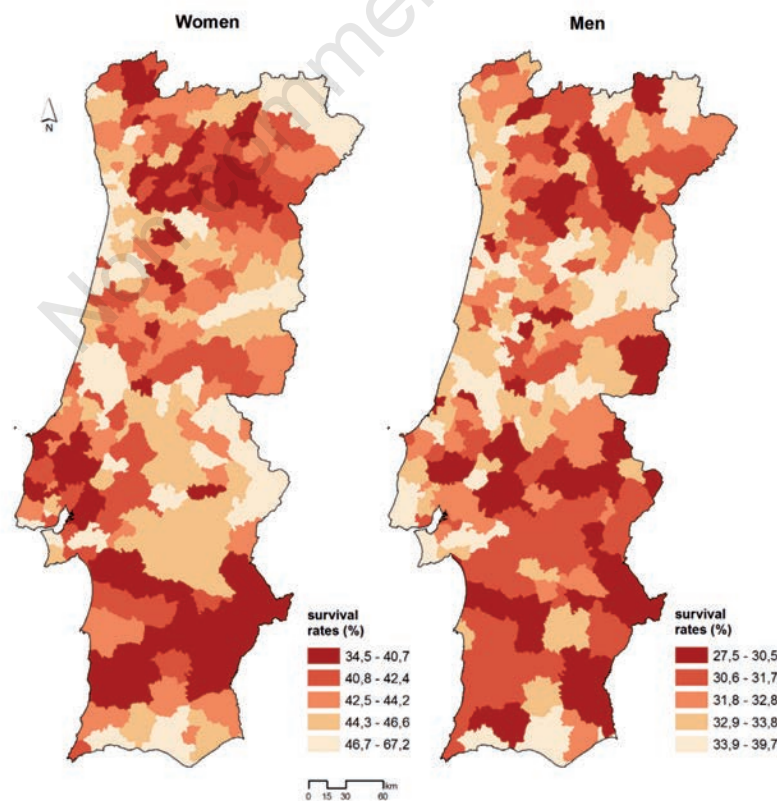 Women
Men
N
survival
rates (%)
34,5 - 40,7
40,8 - 42,4
42,5 - 44,2
44,3 - 46,6
46,7 - 67,2
survival
rates (%)
27,5 - 30,5
30,6 - 31,7
31,8 - 32,8
32,9 - 33,8
33,9 - 39,7
km
0 15 30 60